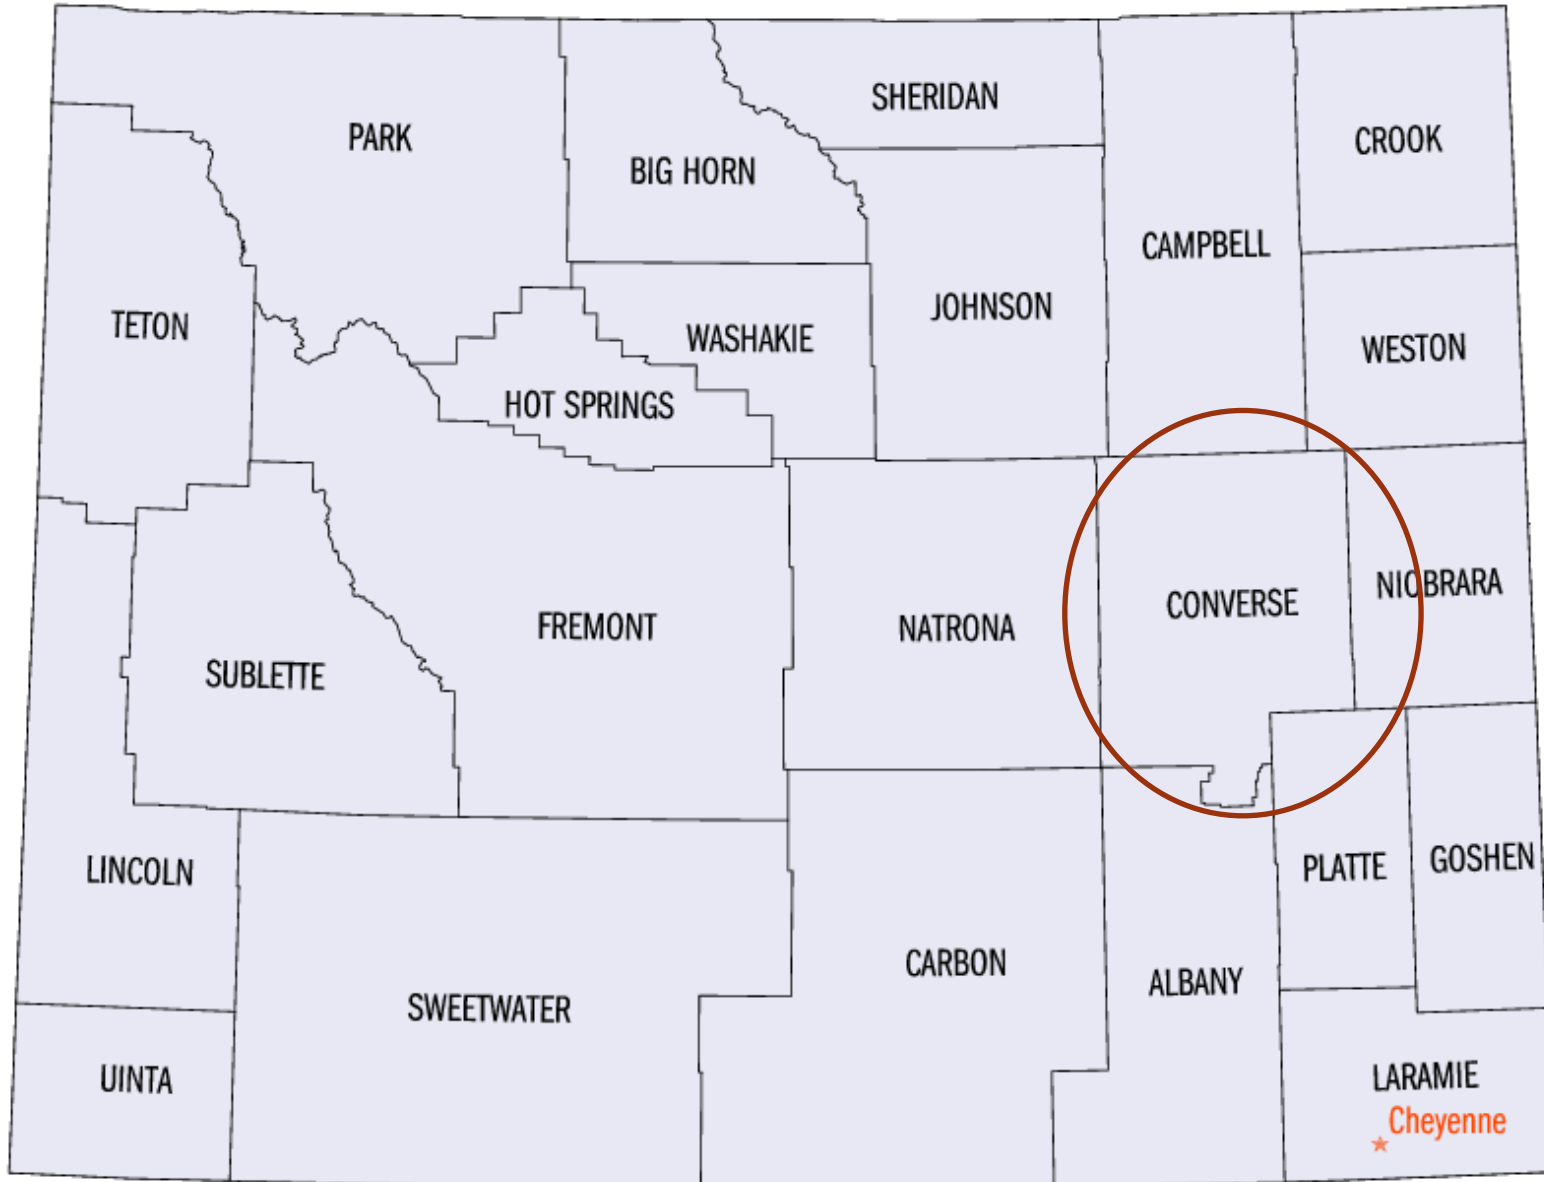 SHERIDAN
PARK
CROOK
BIG HORN
CAMPBELL
JOHNSON
TETON
WASHAKIE
WESTON
HOT SPRINGS
NIOBRARA
CONVERSE
FREMONT
NATRONA
SUBLETTE
GOSHEN
PLATTE
LINCOLN
CARBON
ALBANY
SWEETWATER
LARAMIE
UINTA
Cheyenne